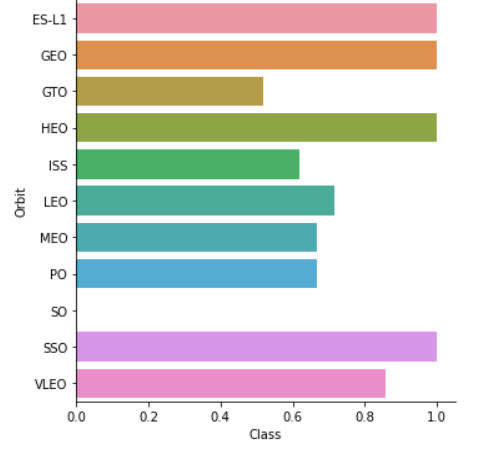 ES-L1
GEO
GTO
HEO
ISS
LEO
MEO
PO
SO
SSO
VLEO
Orbit
0.0 0.2 0.4 0.6 0.8 1.0
Class